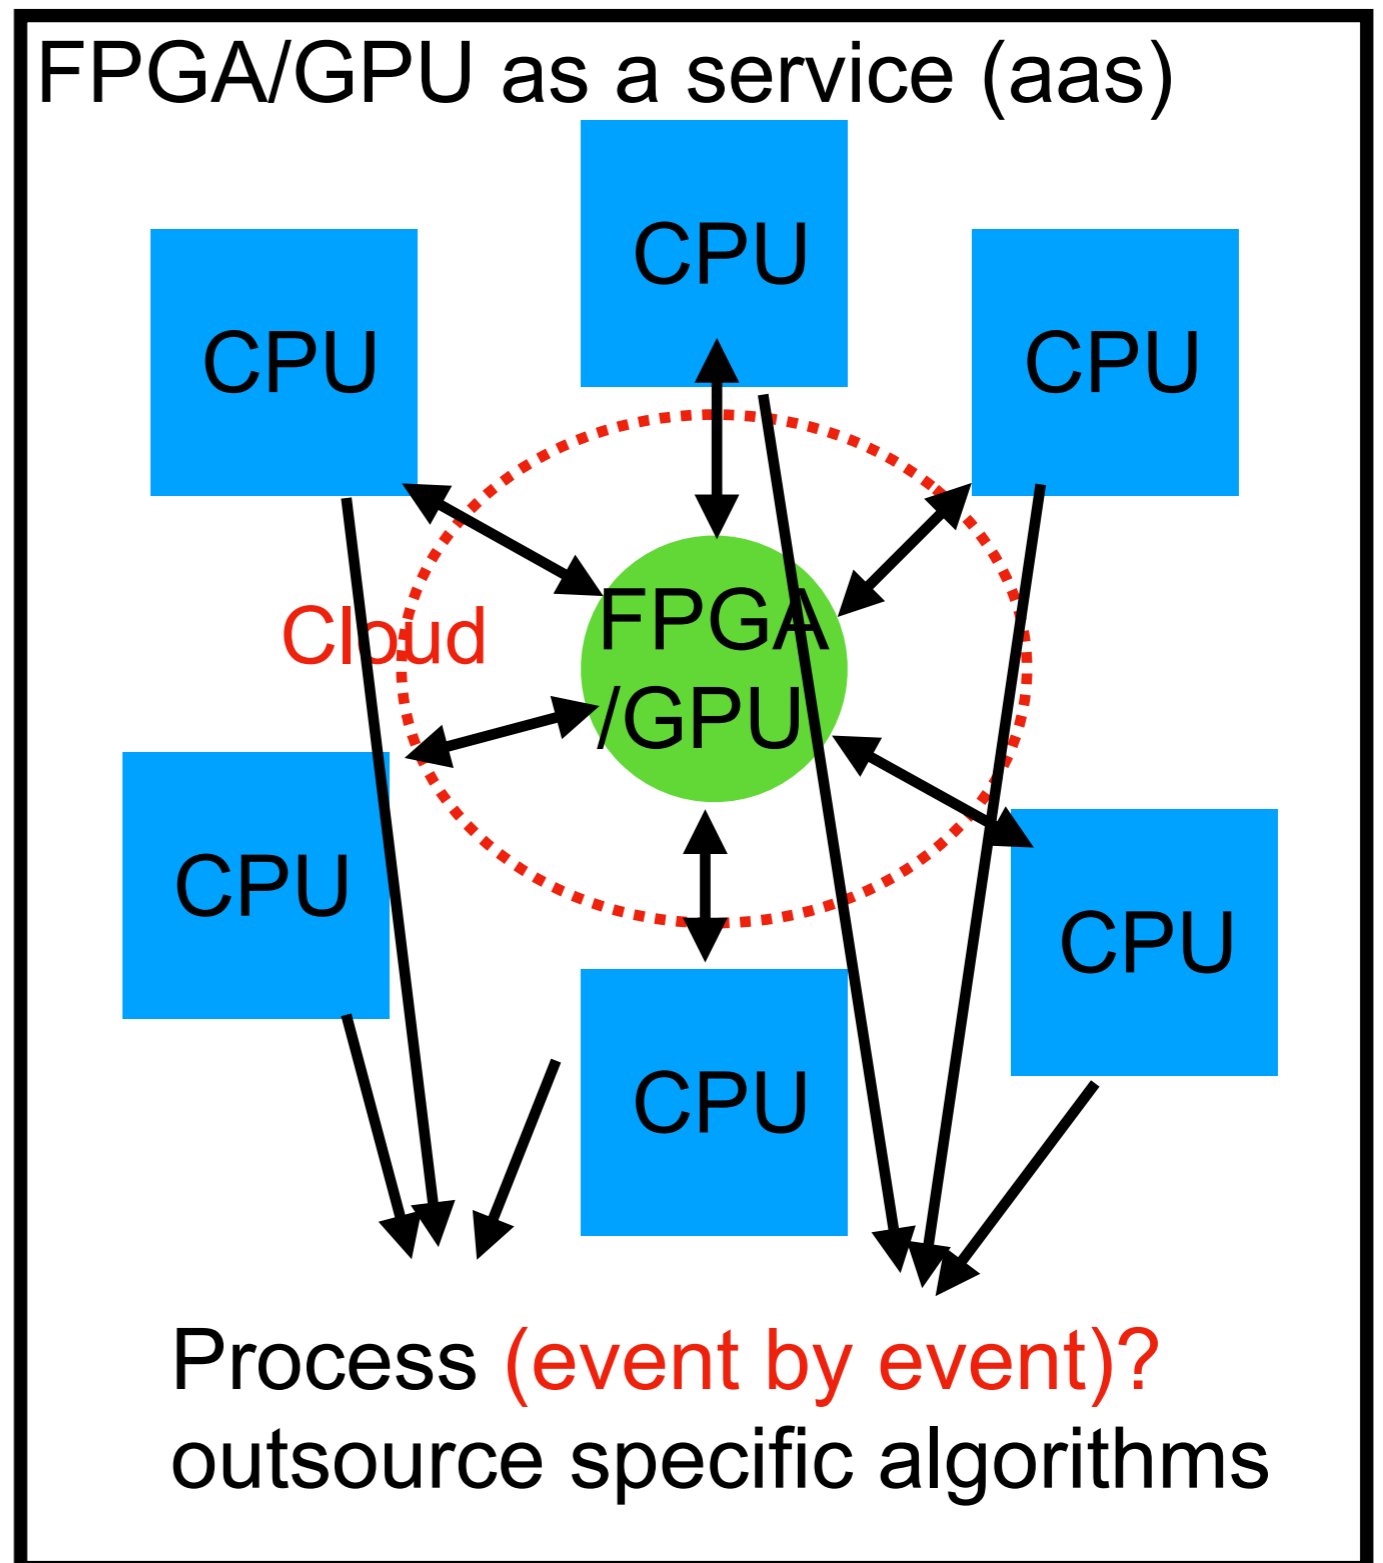 FPGA/GPU as a service (aas)
CPU
CPU
CPU
Cloud
FPGA
/GPU
CPU
CPU
CPU
Process (event by event)?
outsource specific algorithms